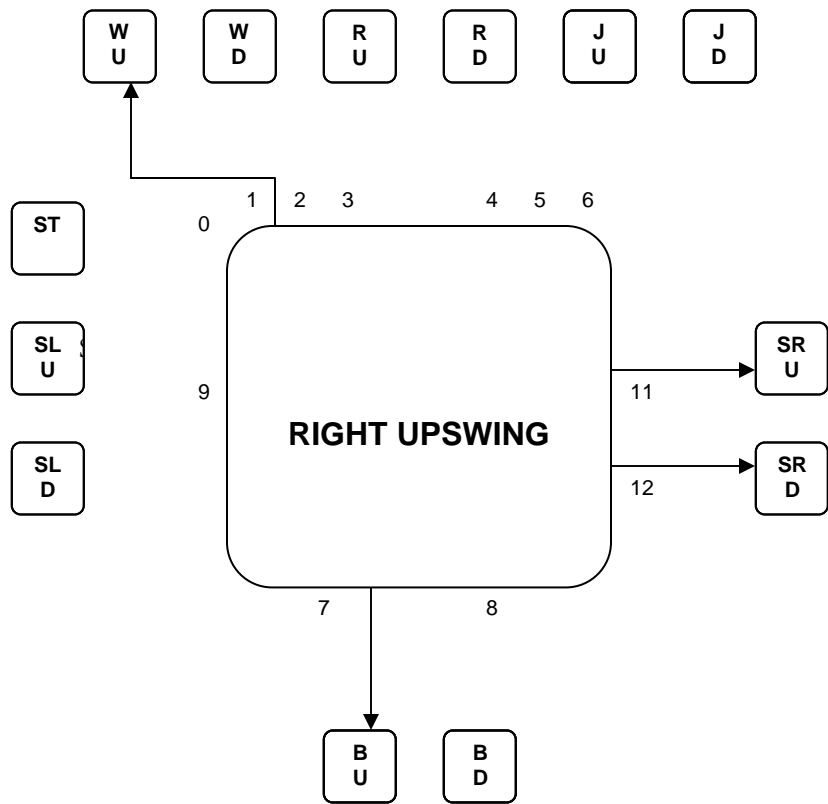 W W R R J J
U D U D U D
1 2 3 4 5 6
0
ST
SL
U
SR
U
9
11
RIGHT UPSWING
SL
D
SR
D
12
7 8
B B
U D